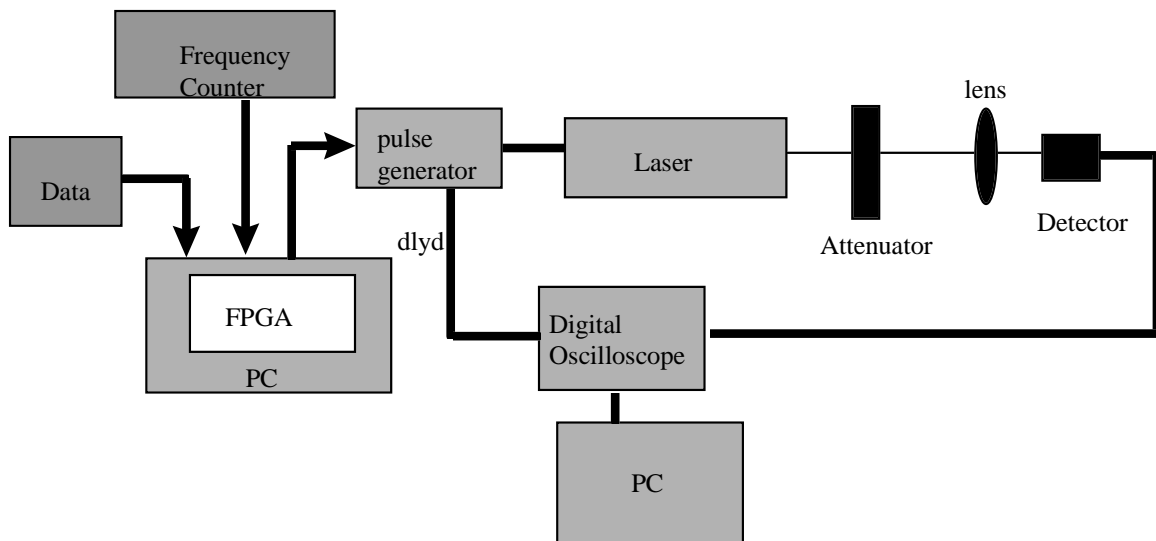 Frequency
Counter
lens
pulse
generator
Laser
Data
Detector
dlyd
Attenuator
FPGA
Digital
Oscilloscope
PC
PC